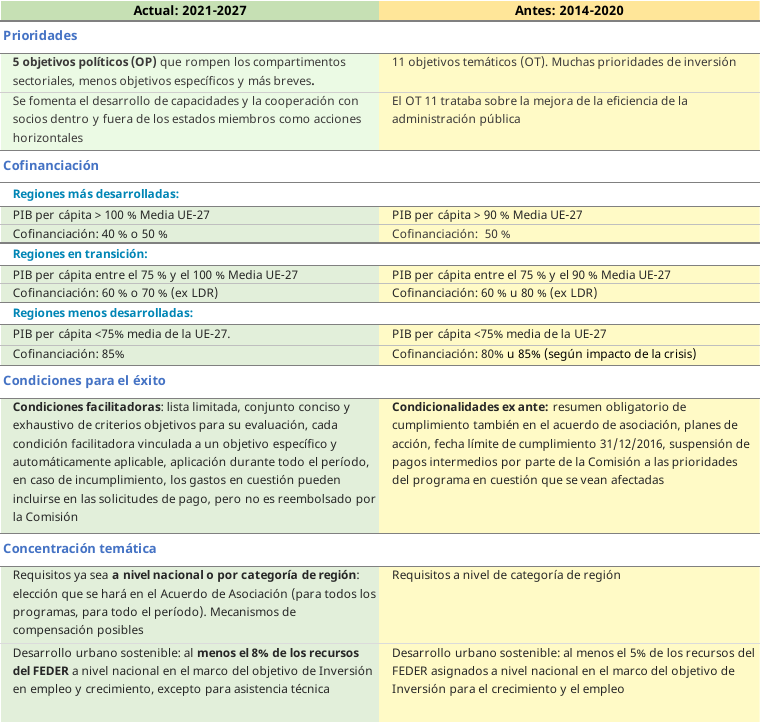 Actual: 2021-2027
Antes: 2014-2020
Prioridades
5 objetivos políticos (OP) que rompen los compartimentos
sectoriales, menos objetivos específicos y más breves.
11 objetivos temáticos (OT). Muchas prioridades de inversión
Se fomenta el desarrollo de capacidades y la cooperación con
socios dentro y fuera de los estados miembros como acciones
horizontales
El OT 11 trataba sobre la mejora de la eficiencia de la
administración pública
Cofinanciación
Regiones más desarrolladas:
PIB per cápita > 100 % Media UE-27
PIB per cápita > 90 % Media UE-27
Cofinanciación: 40 % o 50 %
Cofinanciación:  50 %
Regiones en transición:
PIB per cápita entre el 75 % y el 100 % Media UE-27
PIB per cápita entre el 75 % y el 90 % Media UE-27
Cofinanciación: 60 % o 70 % (ex LDR)
Cofinanciación: 60 % u 80 % (ex LDR)
Regiones menos desarrolladas:
PIB per cápita <75% media de la UE-27.
PIB per cápita <75% media de la UE-27
Cofinanciación: 85%
Cofinanciación: 80% u 85% (según impacto de la crisis)
Condiciones para el éxito
Condiciones facilitadoras: lista limitada, conjunto conciso y
exhaustivo de criterios objetivos para su evaluación, cada
condición facilitadora vinculada a un objetivo específico y
automáticamente aplicable, aplicación durante todo el período,
en caso de incumplimiento, los gastos en cuestión pueden
incluirse en las solicitudes de pago, pero no es reembolsado por
la Comisión
Condicionalidades ex ante: resumen obligatorio de
cumplimiento también en el acuerdo de asociación, planes de
acción, fecha límite de cumplimiento 31/12/2016, suspensión de
pagos intermedios por parte de la Comisión a las prioridades
del programa en cuestión que se vean afectadas
Concentración temática
Requisitos ya sea a nivel nacional o por categoría de región:
elección que se hará en el Acuerdo de Asociación (para todos los
programas, para todo el período). Mecanismos de
compensación posibles
Requisitos a nivel de categoría de región
Desarrollo urbano sostenible: al menos el 8% de los recursos
del FEDER a nivel nacional en el marco del objetivo de Inversión
en empleo y crecimiento, excepto para asistencia técnica
Desarrollo urbano sostenible: al menos el 5% de los recursos del
FEDER asignados a nivel nacional en el marco del objetivo de
Inversión para el crecimiento y el empleo